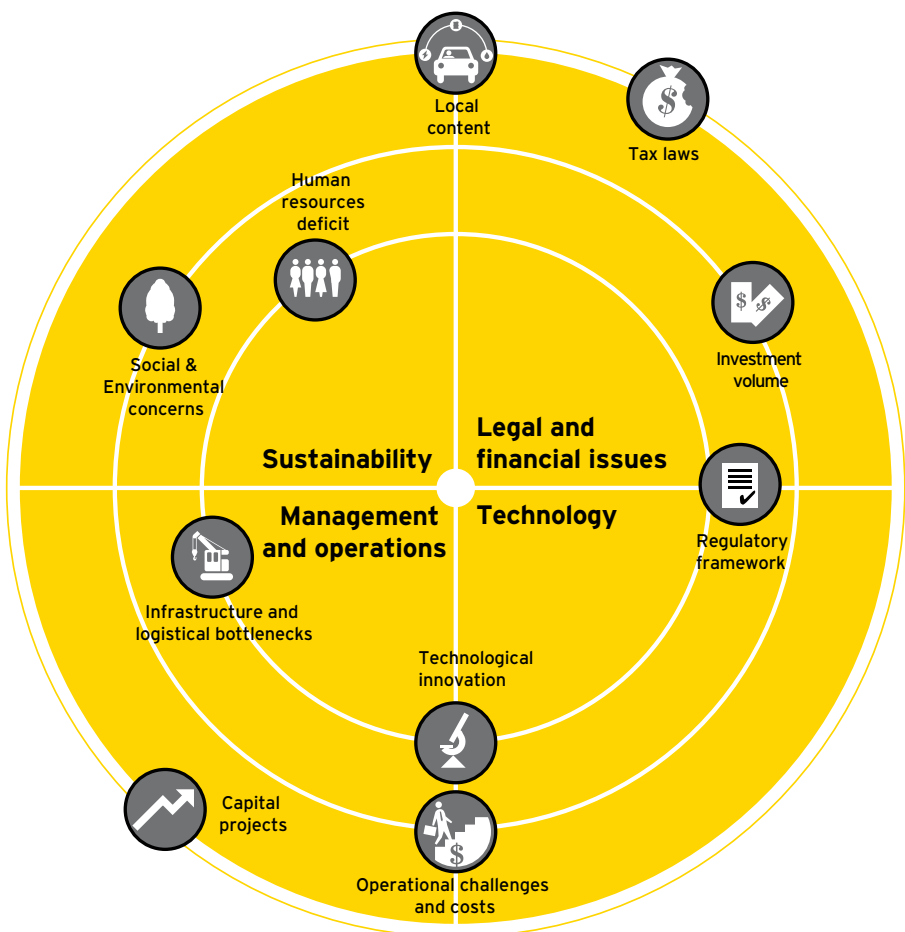 Local
content
Tax laws
Human
resources
deficit
Social &
Environmental
concerns
Investment
volume
Sustainability
Legal and
financial issues
Management
and operations
Technology
Regulatory
framework
Infrastructure and
logistical bottlenecks
Technological
innovation
Capital
projects
Operational challenges
and costs
$
$
$
$